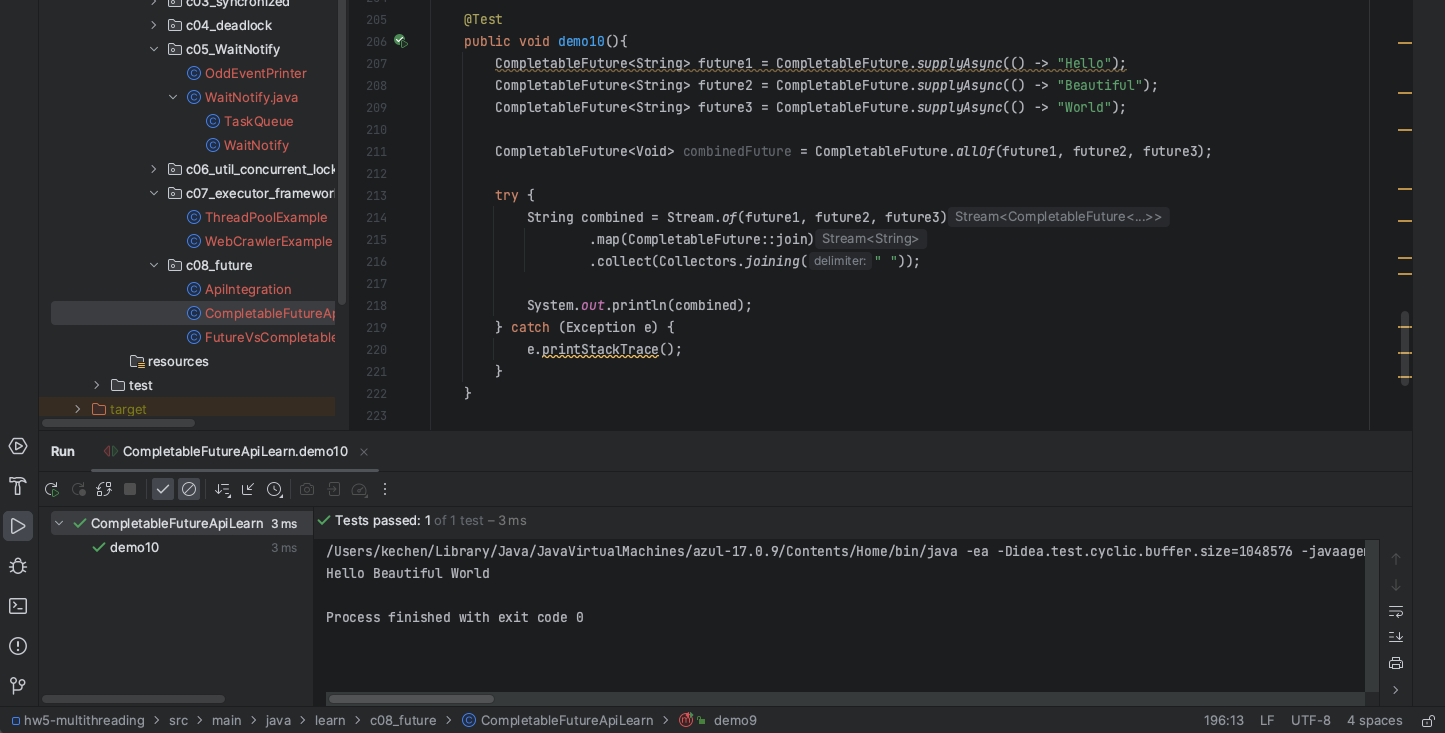 c03_syncronized
c04_deadlock
c05_WaitNotify
OddEventPrinter
WaitNotify.java
TaskQueue
WaitNotify
c06_util_concurrent_lock
c07_executor_framework
ThreadPoolExample
WebCrawlerExample
c08_future
ApiIntegration
CompletableFutureAp
FutureVsCompletable
resources
test
target
205 @Test
206 public void demo10(){
207 CompletableFuture<String> future1 = CompletableFuture.supplyAsync(() -> "Hello");
208 CompletableFuture<String> future2 = CompletableFuture.supplyAsync(() -> "Beautiful");
209 CompletableFuture<String> future3 = CompletableFuture.supplyAsync(() -> "World");
210
211 CompletableFuture<Void> combinedFuture = CompletableFuture.allOf(future1, future2, future3);
212
213 try {
214 String combined = Stream.of(future1, future2, future3) Stream<CompletableFuture<...>>
215 .map(CompletableFuture::join) Stream<String>
216 .collect(Collectors.joining( delimiter: " "));
217
218 System.out.println(combined);
219 } catch (Exception e) {
220 e.printStackTrace();
221 }
222 }
223
Run CompletableFutureApiLearn.demo10
CompletableFutureApiLearn 3 ms
demo10 3 ms
Tests passed: 1 of 1 test – 3 ms
/Users/kechen/Library/Java/JavaVirtualMachines/azul-17.0.9/Contents/Home/bin/java -ea -Didea.test.cyclic.buffer.size=1048576 -javaagen
Hello Beautiful World
Process finished with exit code 0
hw5-multithreading > src > main > java > learn > c08_future > CompletableFutureApiLearn > demo9 196:13 LF UTF-8 4 spaces